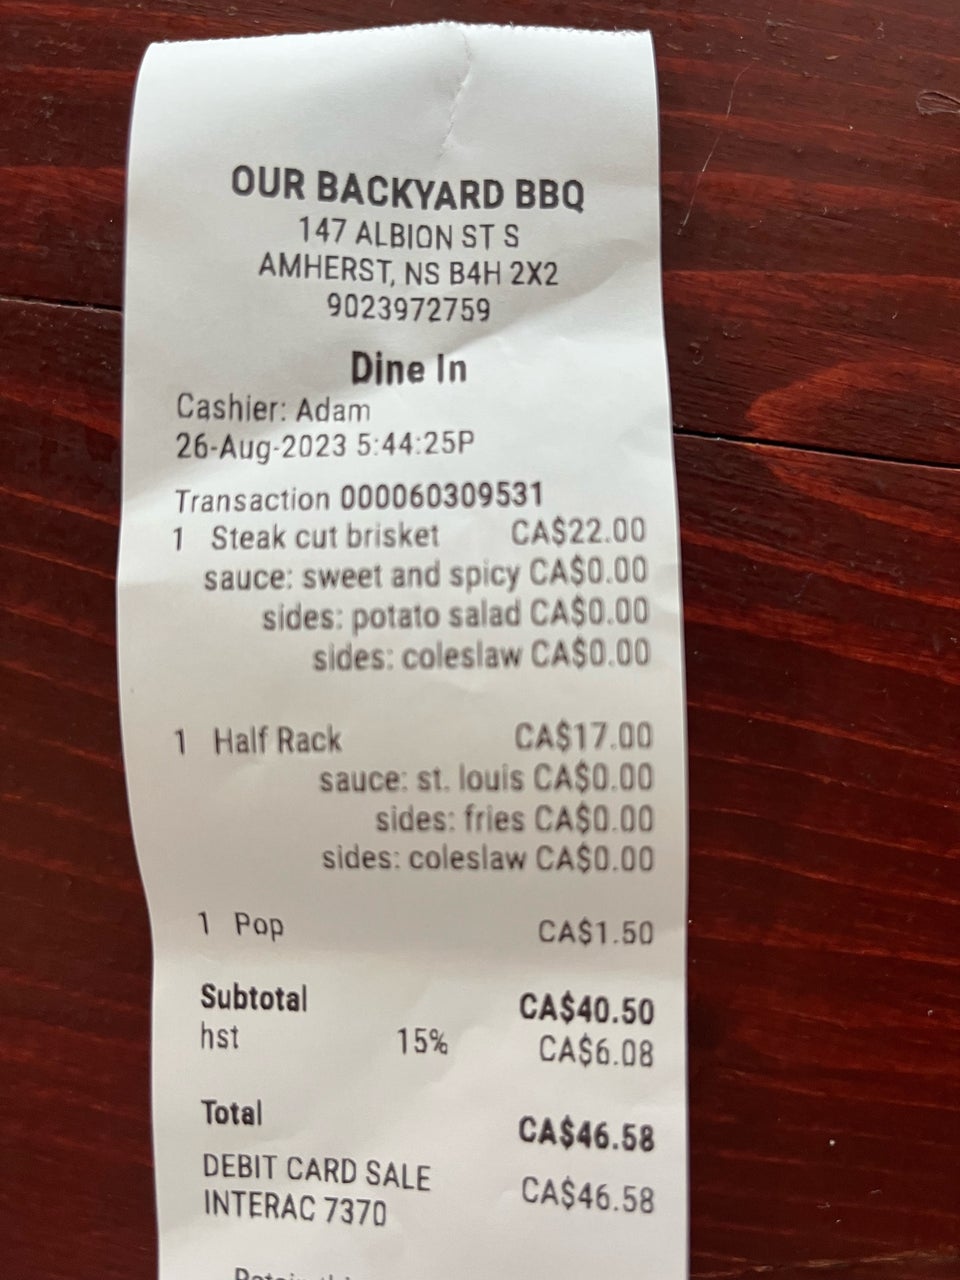 OUR BACKYARD BBQ
147 ALBION ST S
AMHERST, NS B4H 2X2
9023972759
Dine In
Cashier: Adam
26-Aug-2023 5:44:25P
Transaction 000060309531
1 Steak cut brisket CA$22.00
sauce: sweet and spicy CA$0.00
sides: potato salad CA$0.00
sides: coleslaw CA$0.00
1 Half Rack CA$17.00
sauce: st. louis CA$0.00
sides: fries CA$0.00
sides: coleslaw CA$0.00
1 Pop CA$1.50
Subtotal CA$40.50
hst 15% CA$6.08
Total CA$46.58
DEBIT CARD SALE CA$46.58
INTERAC 7370